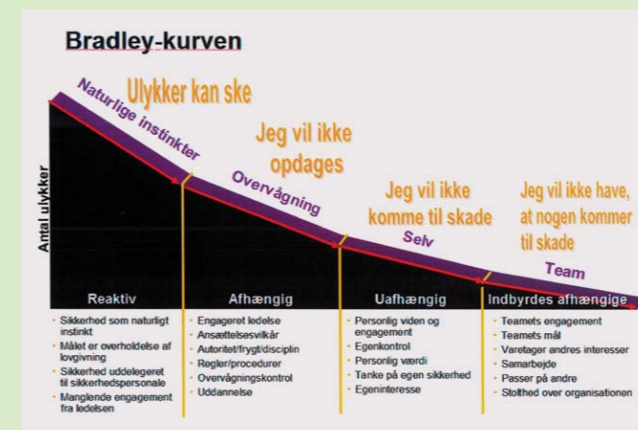 Bradley-kurven
Antal ulykker
Naturlige instinkter
Ulykker kan ske
Overvågning
Jeg vil ikke
opdages
Selv
Jeg vil ikke
komme til skade
Team
Jeg vil ikke have,
at nogen kommer
til skade
Reaktiv
• Sikkerhed som naturligt
instinkt
• Målet er overholdelse af
lovgivning
• Sikkerhed uddelegeret
til sikkerhedspersonale
• Manglende engagement
fra ledelsen
Afhængig
• Engageret ledelse
• Ansættelsesvilkår
• Autoritet/frygt/disciplin
• Regler/procedurer
• Overvågningskontrol
• Uddannelse
Uafhængig
• Personlig viden og
engagement
• Egenkontrol
• Personlig værdi
• Tanke på egen sikkerhed
• Egeninteresse
Indbyrdes afhængige
• Teamets engagement
• Teamets mål
• Varetager andres interesser
• Samarbejde
• Passer på andre
• Stolthed over organisationen